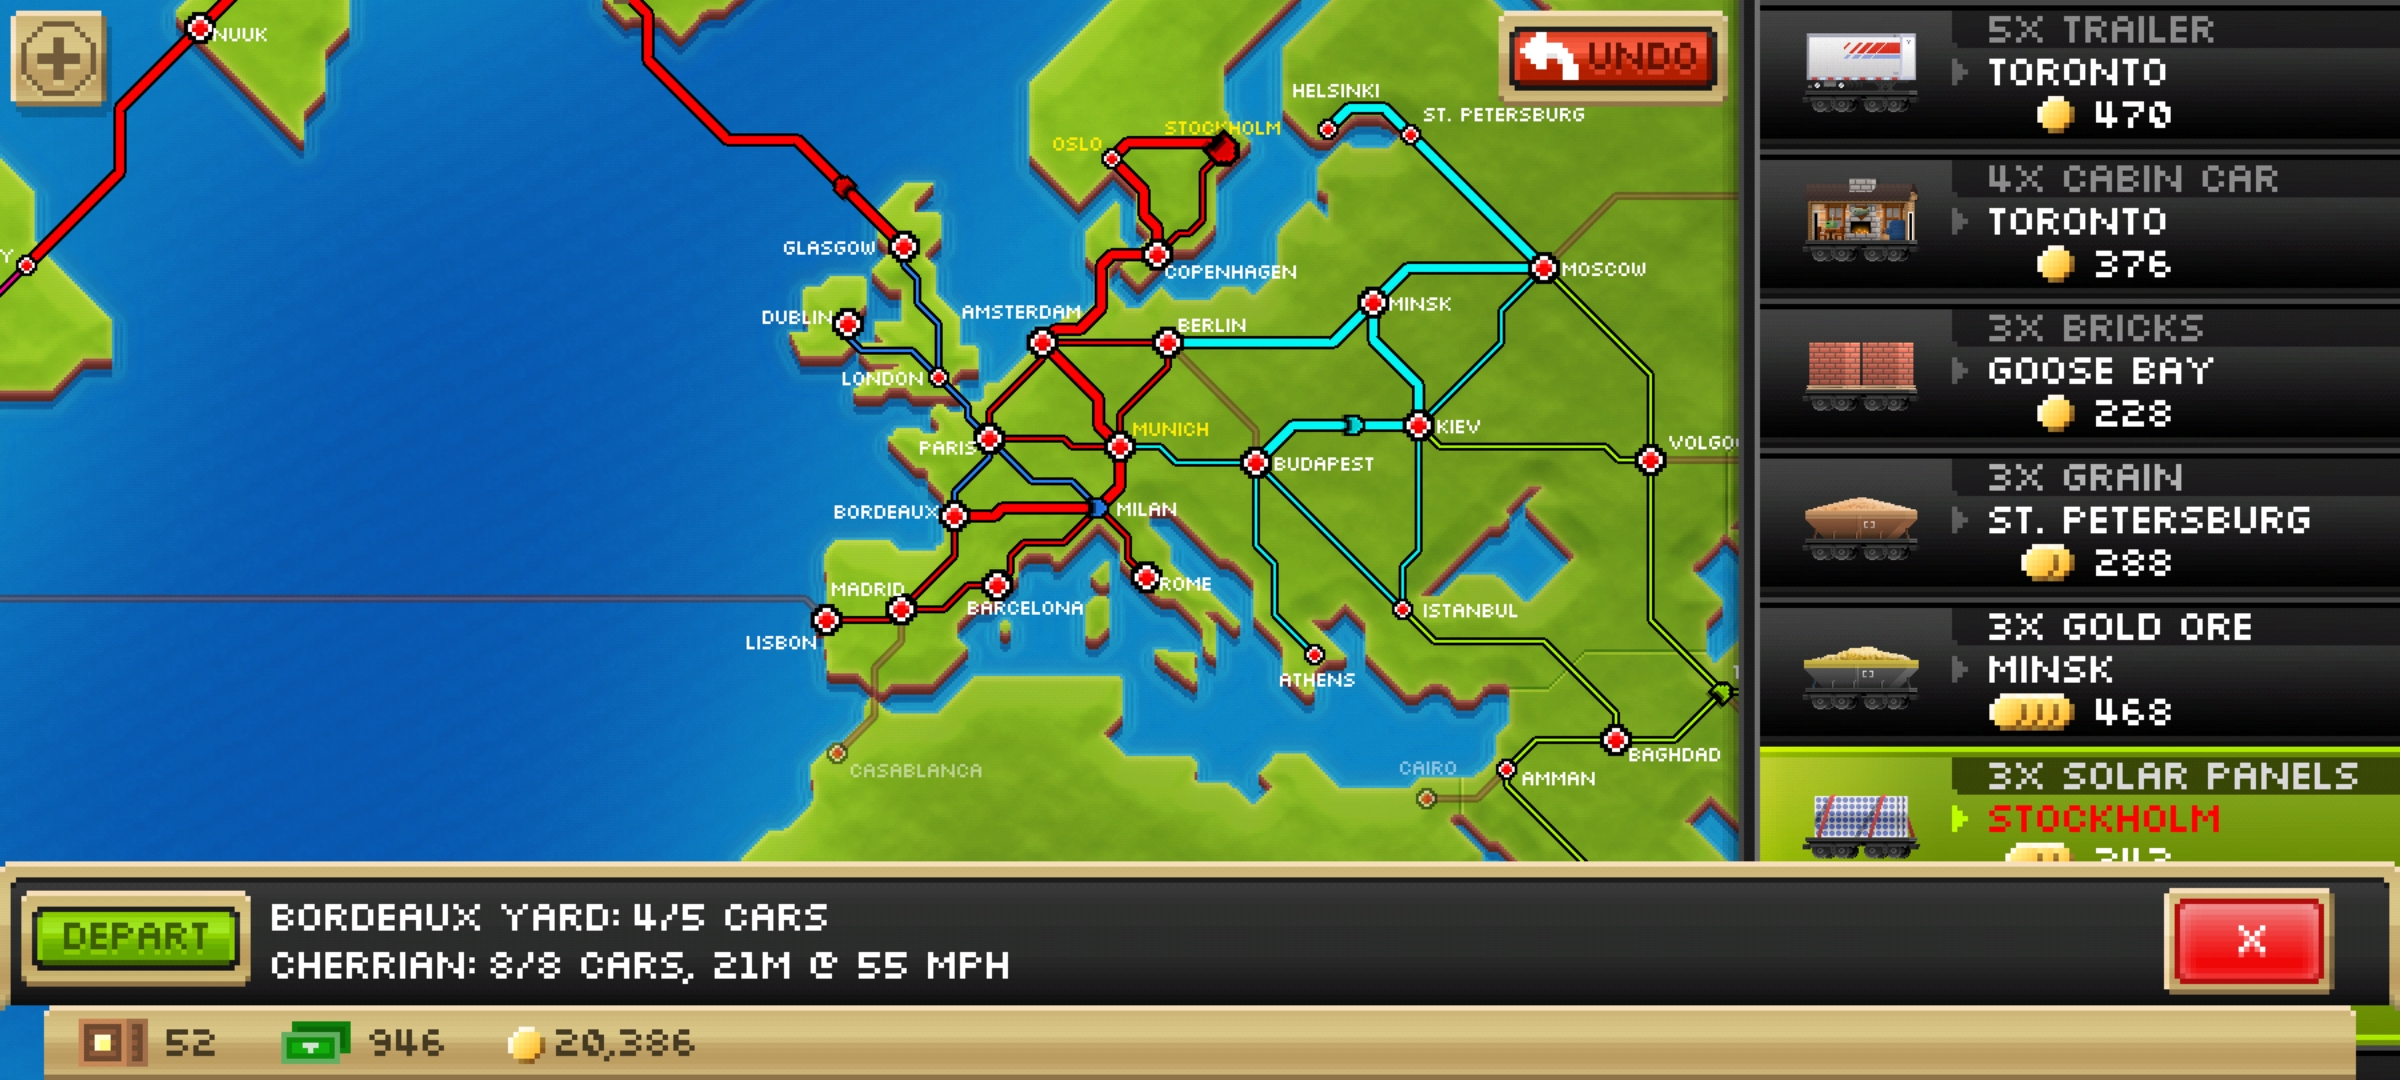 NUUK
UNDO
HELSINKI
ST. PETERSBURG
STOCKHOLM
OSLO
GLASGOW
COPENHAGEN
MOSCOW
Y
AMSTERDAM
MINSK
DUBLIN
BERLIN
LONDON
MUNICH
KIEV
PARIS
BUDAPEST
VOLGO
BORDEAUX
MILAN
MADRID
ROME
BARCELONA
ISTANBUL
LISBON
ATHENS
BAGHDAD
CASABLANCA
CAIRO
AMMAN
5X TRAILER
TORONTO
470
4X CABIN CAR
TORONTO
376
3X BRICKS
GOOSE BAY
228
3X GRAIN
ST. PETERSBURG
288
3X GOLD ORE
MINSK
468
3X SOLAR PANELS
STOCKHOLM
DEPART
BORDEAUX YARD: 4/5 CARS
CHERRIAN: 8/8 CARS, 21M @ 55 MPH
X
52
946
20,386